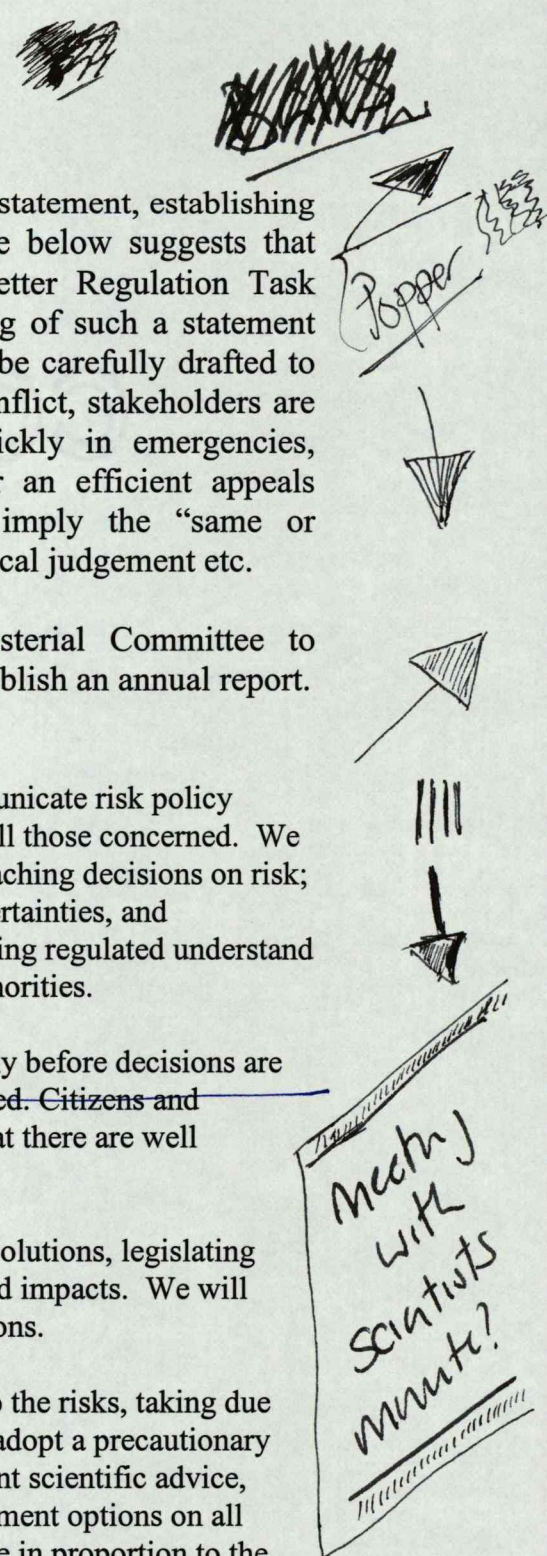 statement, establishing
e below suggests that
etter Regulation Task
g of such a statement
be carefully drafted to
nflict, stakeholders are
ickly in emergencies,
r an efficient appeals
imply the “same or
cal judgement etc.
sterial Committee to
blish an annual report.
unicate risk policy
ll those concerned. We
aching decisions on risk;
ertainties, and
ing regulated understand
norities.
y before decisions are
ed. Citizens and
at there are well
olutions, legislating
d impacts. We will
ons.
o the risks, taking due
adopt a precautionary
nt scientific advice,
ment options on all
e in proportion to the
Popper
Meeting
with
scientists
minute?